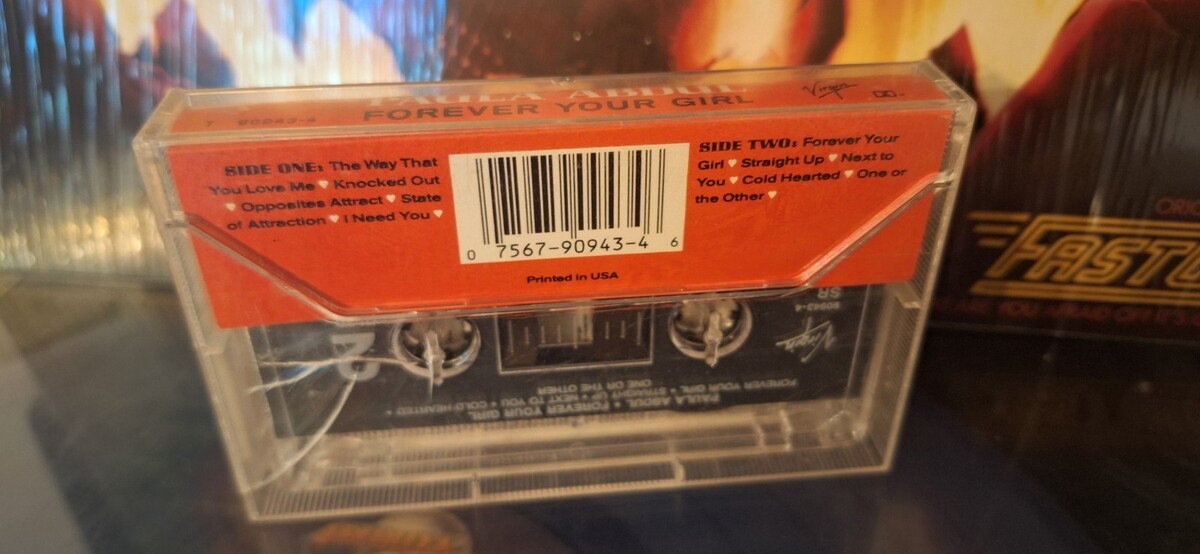 PAULA ABDUL
Virgin
7 90943-4
FOREVER YOUR GIRL
SIDE ONE: The Way That
You Love Me ♥ Knocked Out
♥ Opposites Attract ♥ State
of Attraction ♥ I Need You ♥
0 7567-90943-4 6
Printed in USA
SIDE TWO: Forever Your
Girl ♥ Straight Up ♥ Next to
You ♥ Cold Hearted ♥ One or
the Other ♥
PAULA ABDUL • FOREVER YOUR GIRL
FOREVER YOUR GIRL • STRAIGHT UP • NEXT TO YOU • COLD HEARTED •
ONE OR THE OTHER
Virgin
90943-4
SR